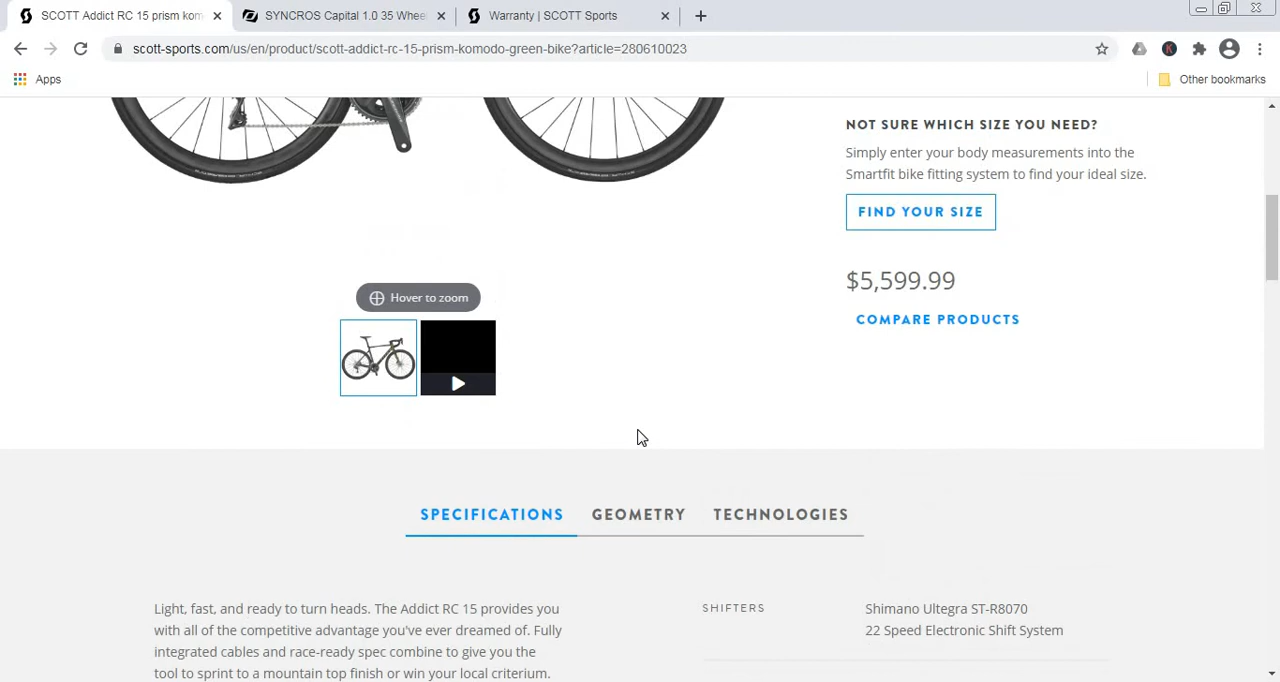 SCOTT Addict RC 15 prism kom
SYNCROS Capital 1.0 35 Whee
Warranty | SCOTT Sports
scott-sports.com/us/en/product/scott-addict-rc-15-prism-komodo-green-bike?article=280610023
K
Apps
Other bookmarks
NOT SURE WHICH SIZE YOU NEED?
Simply enter your body measurements into the
Smartfit bike fitting system to find your ideal size.
FIND YOUR SIZE
$5,599.99
Hover to zoom
COMPARE PRODUCTS
SPECIFICATIONS GEOMETRY TECHNOLOGIES
Light, fast, and ready to turn heads. The Addict RC 15 provides you
with all of the competitive advantage you've ever dreamed of. Fully
integrated cables and race-ready spec combine to give you the
tool to sprint to a mountain top finish or win your local criterium.
SHIFTERS
Shimano Ultegra ST-R8070
22 Speed Electronic Shift System